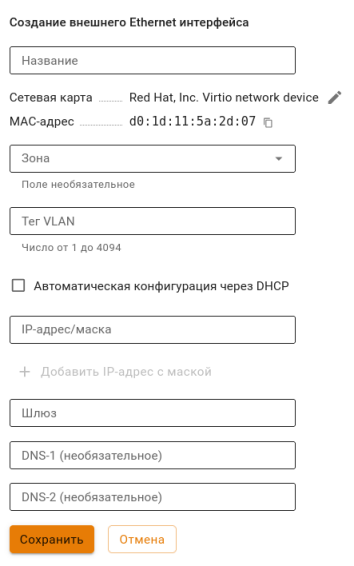 Создание внешнего Ethernet интерфейса
Название
Сетевая карта ........ Red Hat, Inc. Virtio network device
MAC-адрес ............... d0:1d:11:5a:2d:07
Зона
Поле необязательное
Тег VLAN
Число от 1 до 4094
Автоматическая конфигурация через DHCP
IP-адрес/маска
+ Добавить IP-адрес с маской
Шлюз
DNS-1 (необязательное)
DNS-2 (необязательное)
Сохранить Отмена